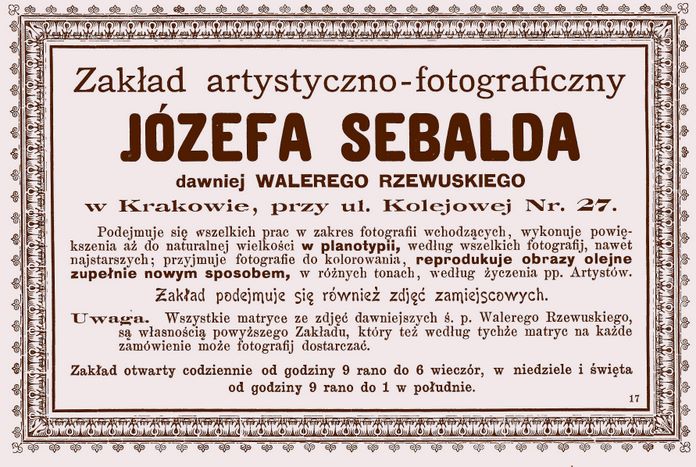 Zakład artystyczno-fotograficzny
JÓZEFA SEBALDA
dawniej WALEREGO RZEWUSKIEGO
w Krakowie, przy ul. Kolejowej Nr. 27.
Podejmuje się wszelkich prac w zakres fotografii wchodzących, wykonuje powię-
kszenia aż do naturalnej wielkości w planotypii, według wszelkich fotografij, nawet
najstarszych; przyjmuje fotografie do kolorowania, reprodukuje obrazy olejne
zupełnie nowym sposobem, w różnych tonach, według życzenia pp. Artystów.
Zakład podejmuje się również zdjęć zamiejscowych.
Uwaga. Wszystkie matryce ze zdjęć dawniejszych ś. p. Walerego Rzewuskiego,
są własnością powyższego Zakładu, który też według tychże matryc na każde
zamówienie może fotografij dostarczać.
Zakład otwarty codziennie od godziny 9 rano do 6 wieczór, w niedziele i święta
od godziny 9 rano do 1 w południe.
17